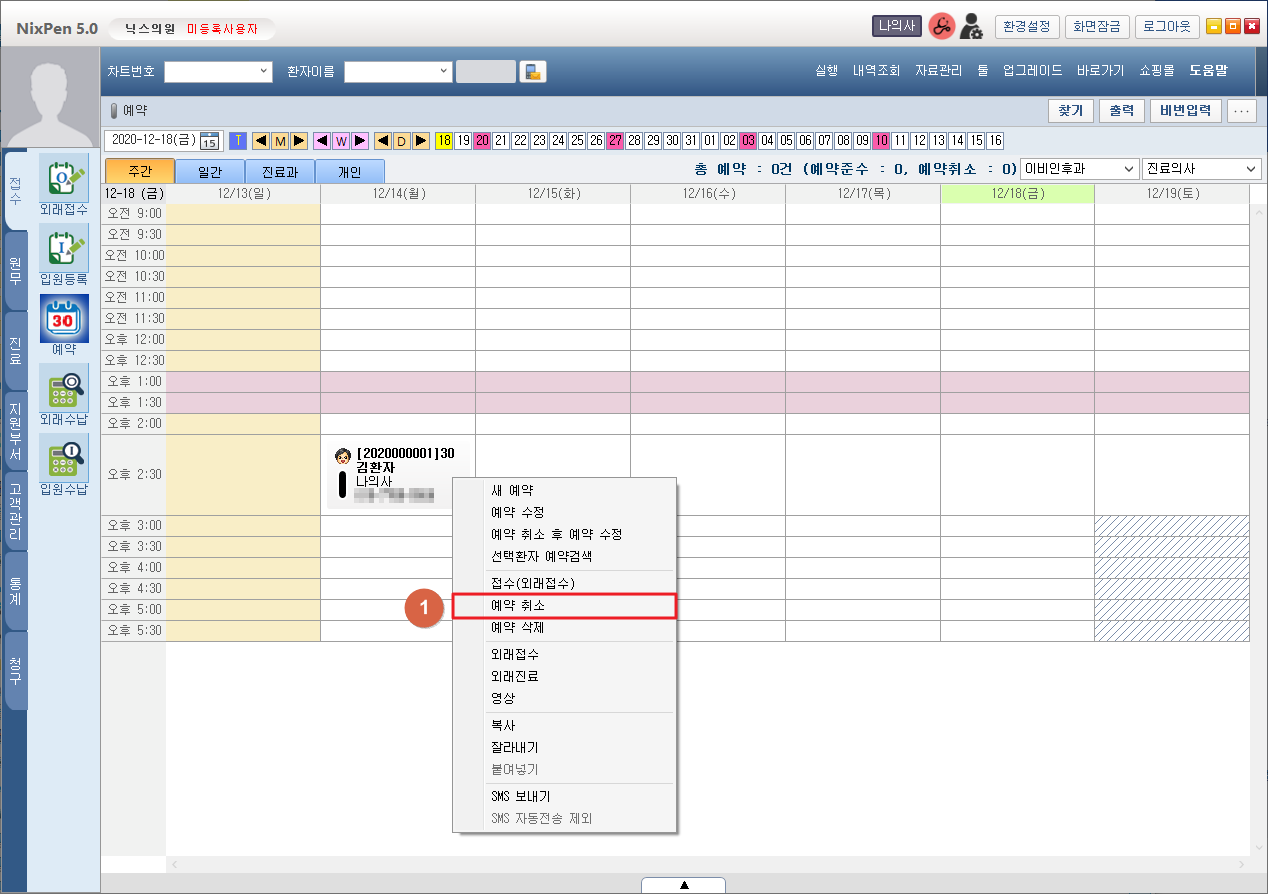 NixPen 5.0 닉스의원 미등록사용자 나의사 환경설정 화면잠금 로그아웃
차트번호 환자이름 실행 내역조회 자료관리 툴 업그레이드 바로가기 쇼핑몰 도움말
예약 찾기 출력 비번입력 ...
2020-12-18(금) 15 T ◀ M ▶ ◀ W ▶ ◀ D ▶ 18 19 20 21 22 23 24 25 26 27 28 29 30 31 01 02 03 04 05 06 07 08 09 10 11 12 13 14 15 16
주간 일간 진료과 개인 총 예약 : 0건 (예약준수 : 0, 예약취소 : 0) 이비인후과 진료의사
12-18 (금) 12/13(일) 12/14(월) 12/15(화) 12/16(수) 12/17(목) 12/18(금) 12/19(토)
오전 9:00
오전 9:30
오전 10:00
오전 10:30
오전 11:00
오전 11:30
오후 12:00
오후 12:30
오후 1:00
오후 1:30
오후 2:00
오후 2:30
오후 3:00
오후 3:30
오후 4:00
오후 4:30
오후 5:00
오후 5:30
[2020000001]30
김환자
나의사
접수
원무
진료
지원부서
고객관리
통계
청구
O
외래접수
I
입원등록
30
예약
외래수납
I
입원수납
새 예약
예약 수정
예약 취소 후 예약 수정
선택환자 예약검색
접수(외래접수)
1 예약 취소
예약 삭제
외래접수
외래진료
영상
복사
잘라내기
붙여넣기
SMS 보내기
SMS 자동전송 제외
▲